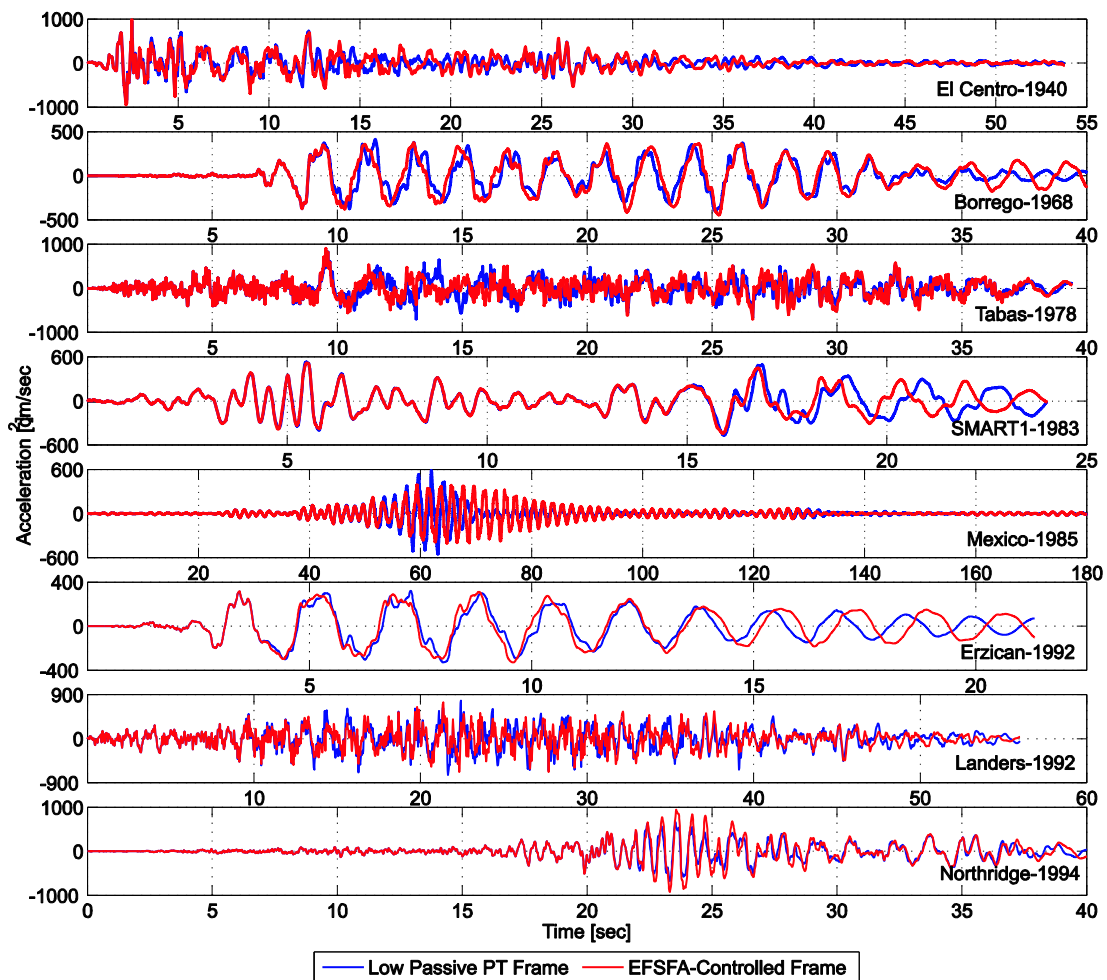 1000
0
-1000
5 10 15 20 25 30 35 40 45 50 55
El Centro-1940
500
0
-500
5 10 15 20 25 30 35 40
Borrego-1968
1000
0
-1000
5 10 15 20 25 30 35 40
Tabas-1978
600
0
-600
5 10 15 20 25
SMART1-1983
Acceleration [cm/sec²]
600
0
-600
20 40 60 80 100 120 140 160 180
Mexico-1985
400
0
-400
5 10 15 20
Erzican-1992
900
0
-900
10 20 30 40 50 60
Landers-1992
1000
0
-1000
0 5 10 15 20 25 30 35 40
Northridge-1994
Time [sec]
Low Passive PT Frame EFSFA-Controlled Frame